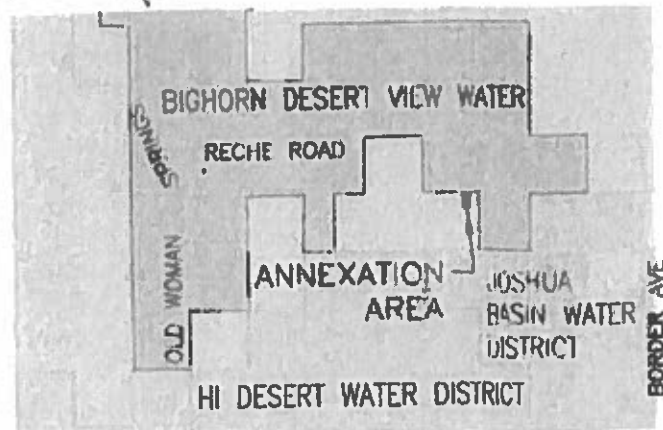 BIGHORN DESERT VIEW WATER
SPRINGS
RECHE ROAD
OLD WOMAN
ANNEXATION
AREA
JOSHUA
BASIN WATER
DISTRICT
BORDER AVE
HI DESERT WATER DISTRICT